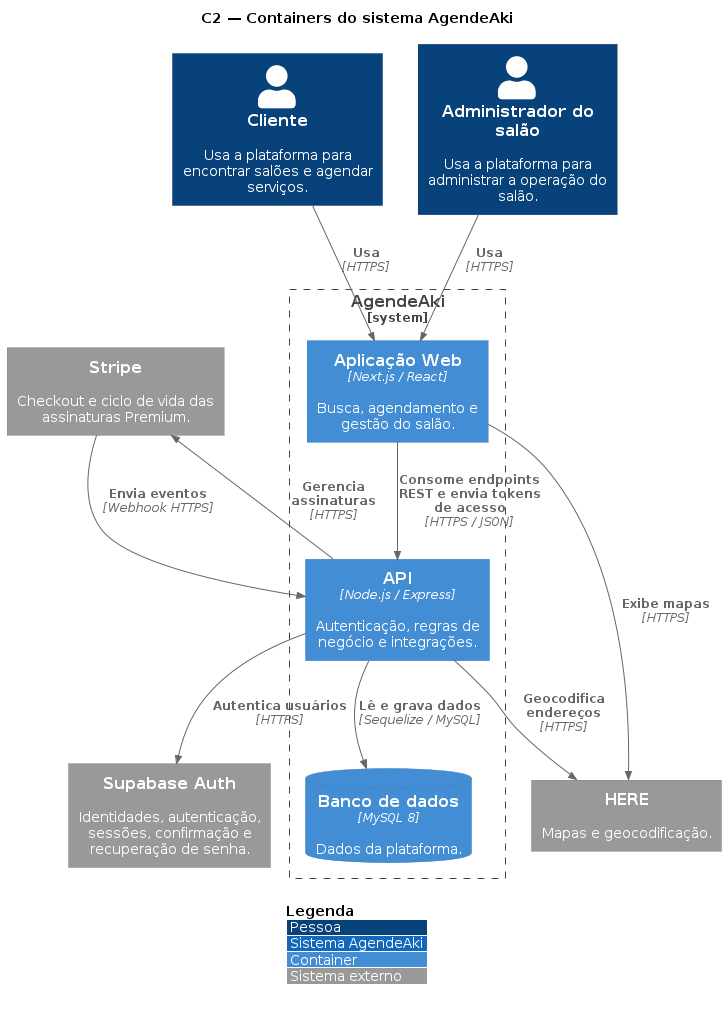 C2 — Containers do sistema AgendeAki
Cliente
Usa a plataforma para
encontrar salões e agendar
serviços.
Administrador do
salão
Usa a plataforma para
administrar a operação do
salão.
Usa
[HTTPS]
Usa
[HTTPS]
AgendeAki
[system]
Stripe
Checkout e ciclo de vida das
assinaturas Premium.
Aplicação Web
[Next.js / React]
Busca, agendamento e
gestão do salão.
Envia eventos
[Webhook HTTPS]
Gerencia
assinaturas
[HTTPS]
Consome endpoints
REST e envia tokens
de acesso
[HTTPS / JSON]
API
[Node.js / Express]
Autenticação, regras de
negócio e integrações.
Exibe mapas
[HTTPS]
Autentica usuários
[HTTPS]
Lê e grava dados
[Sequelize / MySQL]
Geocodifica
endereços
[HTTPS]
Supabase Auth
Identidades, autenticação,
sessões, confirmação e
recuperação de senha.
Banco de dados
[MySQL 8]
Dados da plataforma.
HERE
Mapas e geocodificação.
Legenda
Pessoa
Sistema AgendeAki
Container
Sistema externo